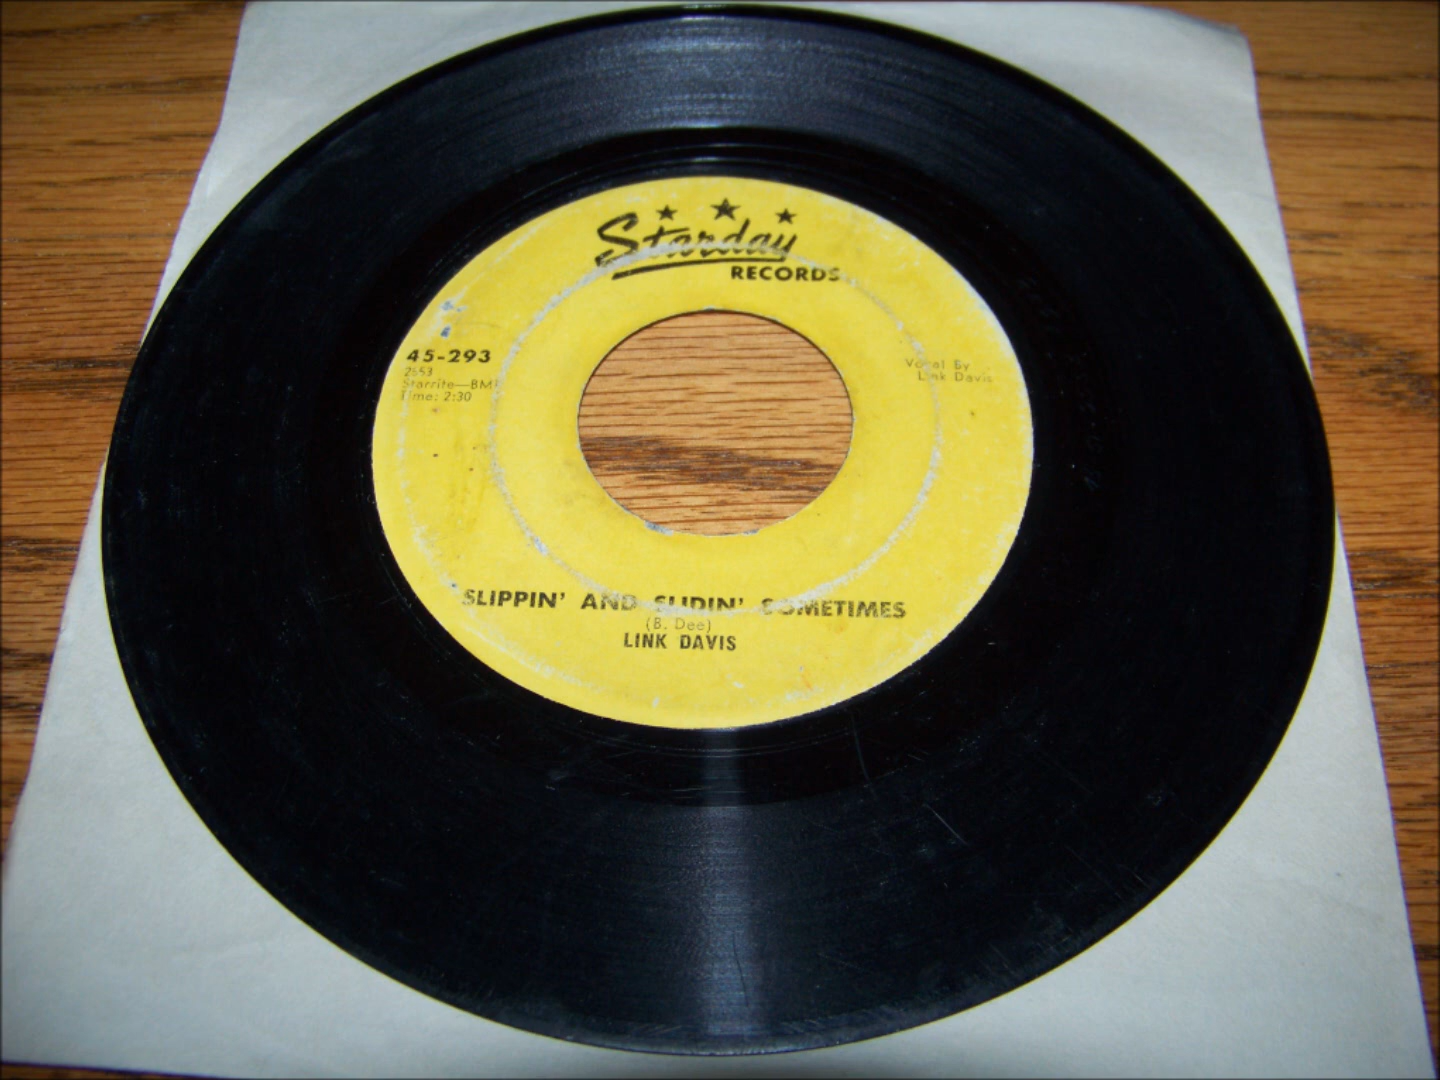 Starday
RECORDS
45-293
2553
Starrite—BMI
Time: 2:30
Vocal By
Link Davis
SLIPPIN' AND SLIDIN' SOMETIMES
(B. Dee)
LINK DAVIS